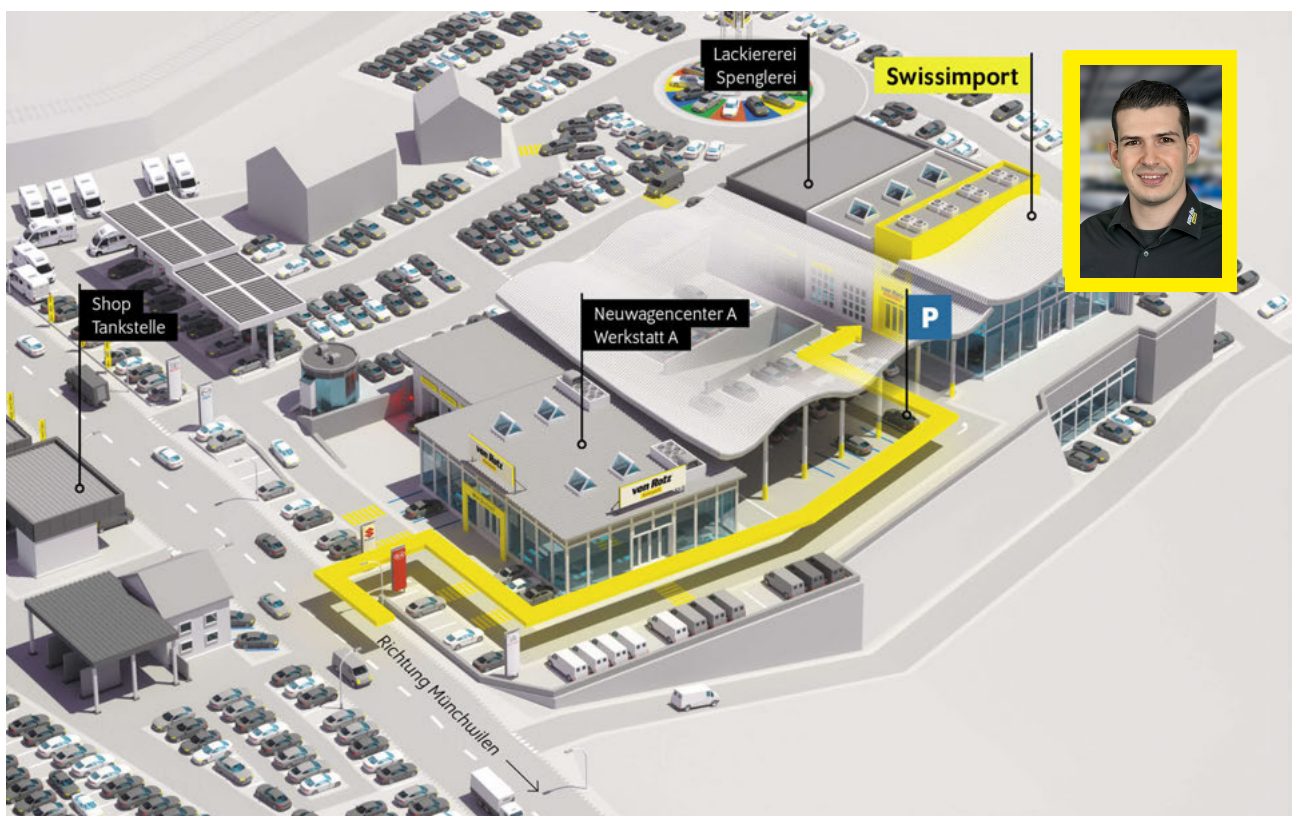 Lackiererei
Spenglerei
Swissimport
Shop
Tankstelle
Neuwagencenter A
Werkstatt A
P
von Rotz
von Rotz
Richtung Münchwilen